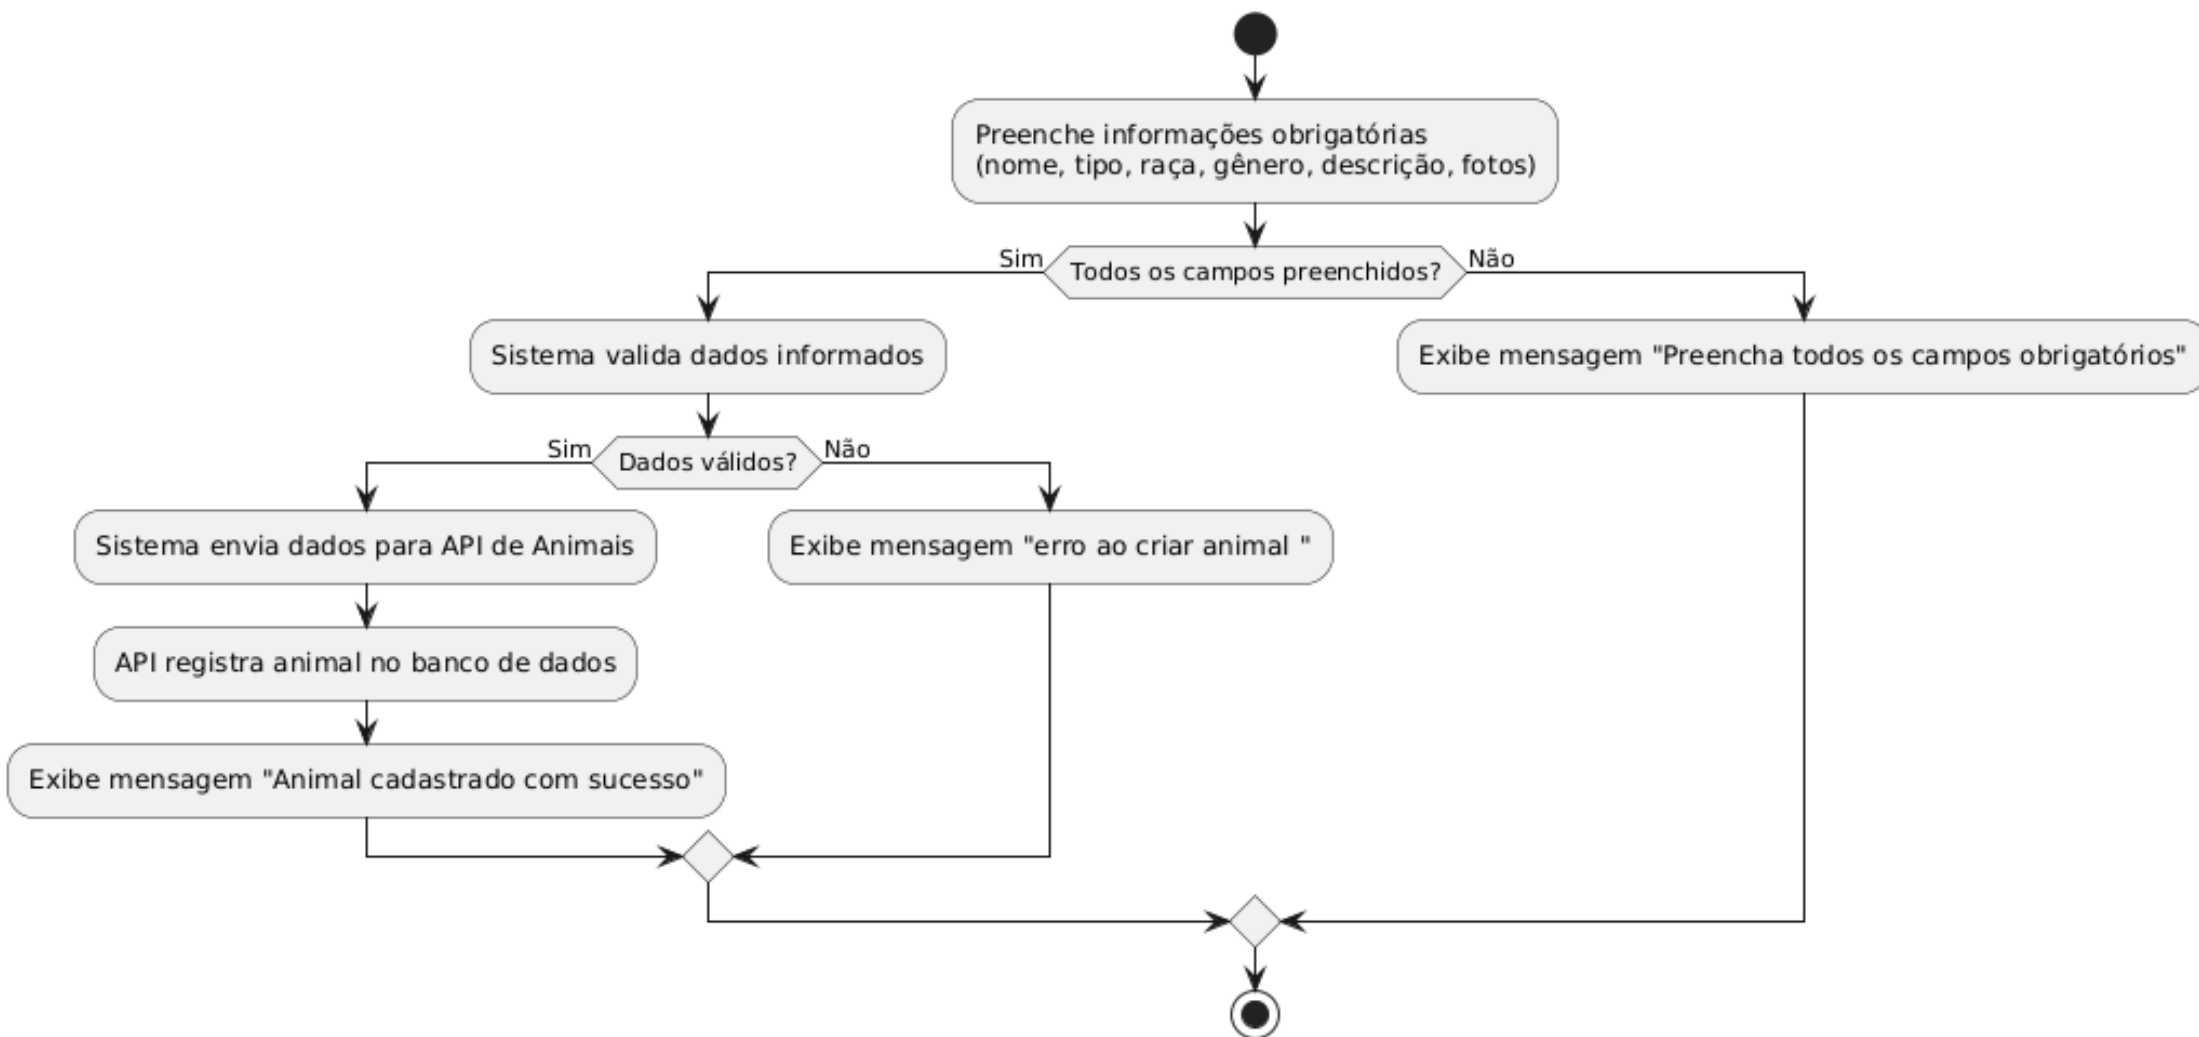 Preenche informações obrigatórias
(nome, tipo, raça, gênero, descrição, fotos)
Sim
Todos os campos preenchidos?
Não
Sistema valida dados informados
Exibe mensagem "Preencha todos os campos obrigatórios"
Sim
Dados válidos?
Não
Sistema envia dados para API de Animais
Exibe mensagem "erro ao criar animal "
API registra animal no banco de dados
Exibe mensagem "Animal cadastrado com sucesso"